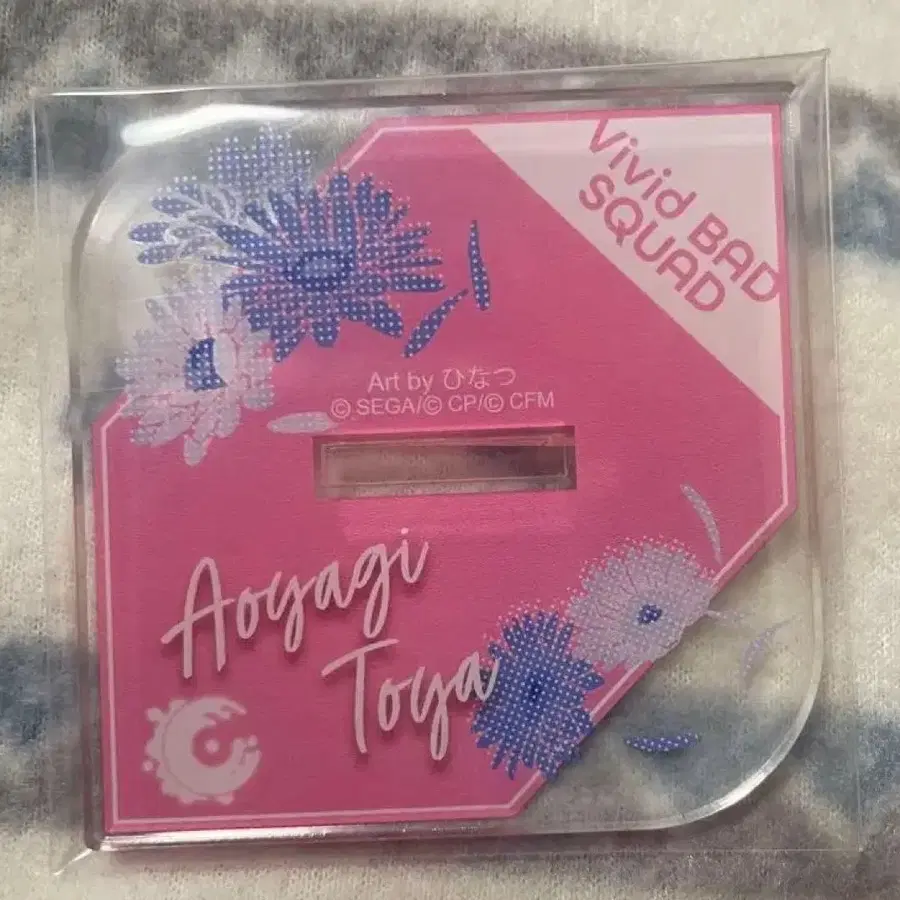 Vivid BAD
SQUAD
Art by ひなつ
© SEGA/© CP/© CFM
Aoyagi
Toya